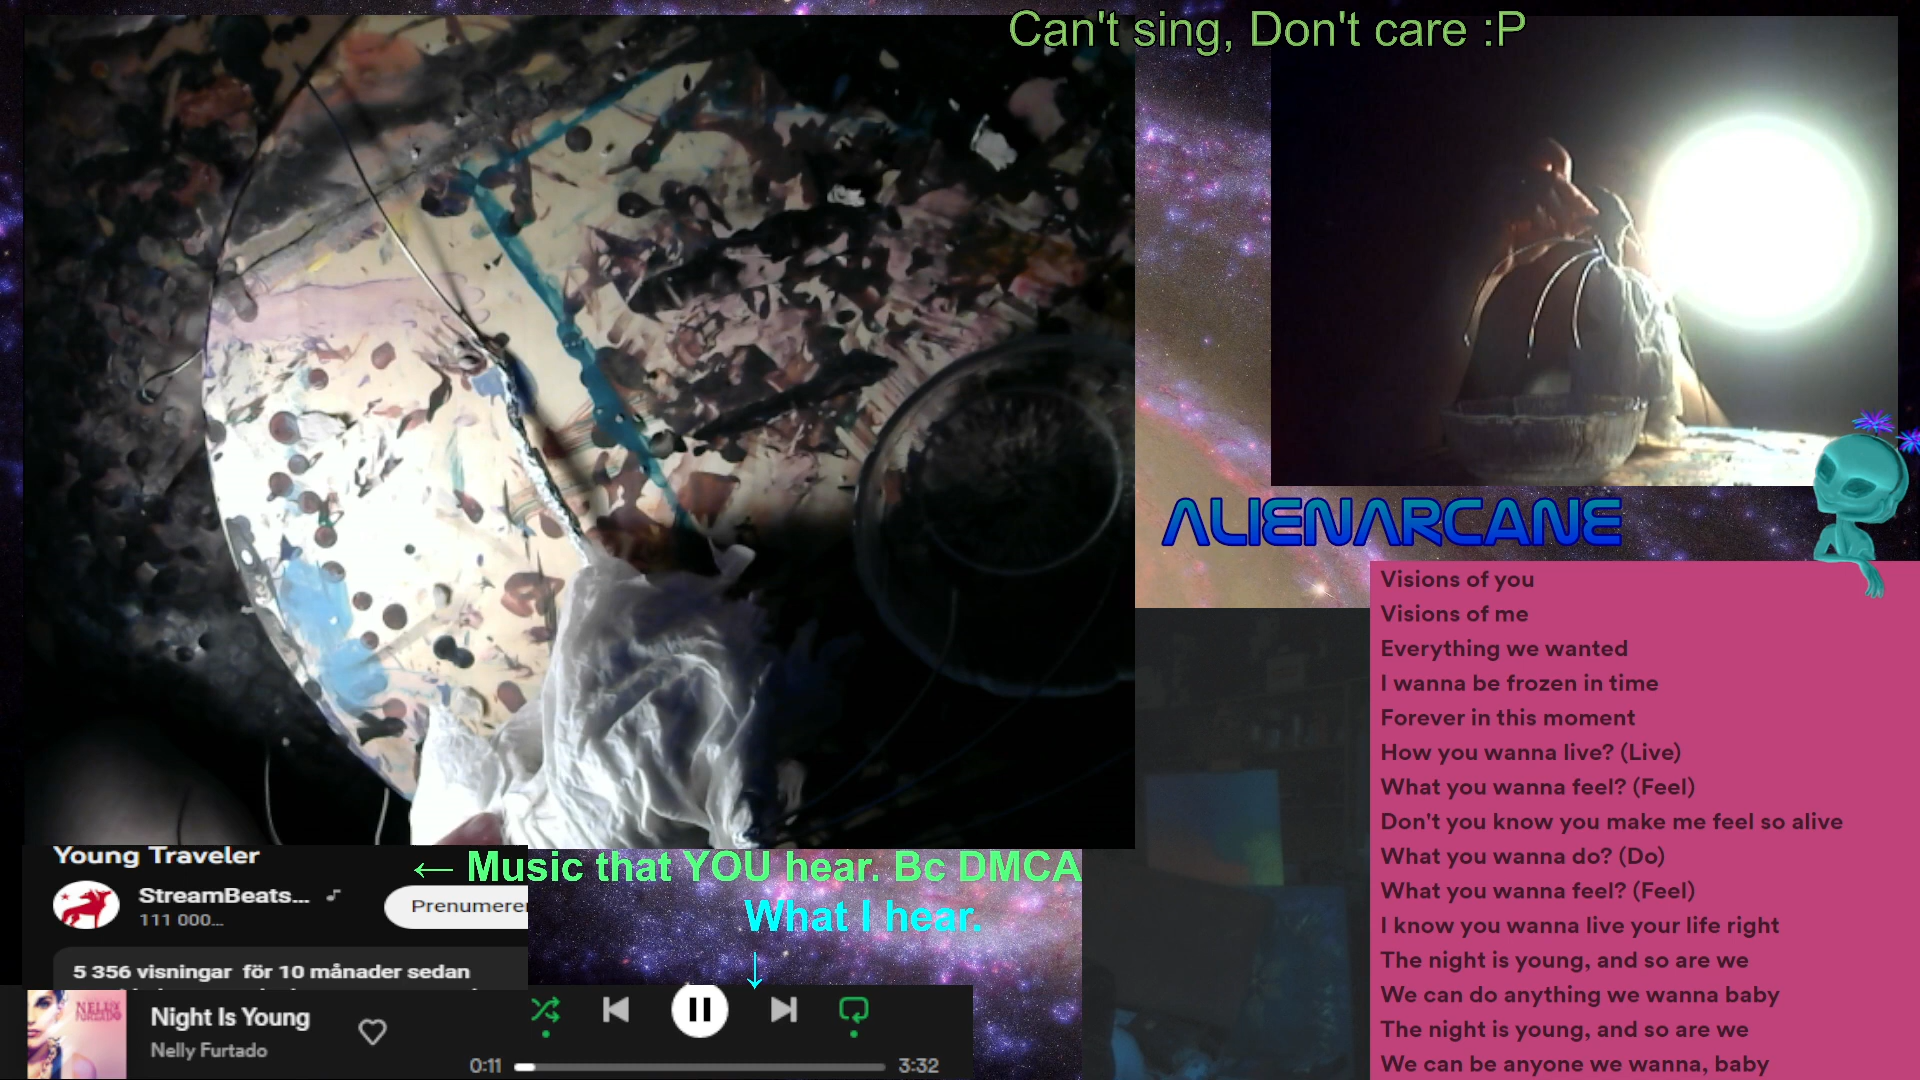 Can't sing, Don't care :P
ALIENARCANE
Visions of you
Visions of me
Everything we wanted
I wanna be frozen in time
Forever in this moment
How you wanna live? (Live)
What you wanna feel? (Feel)
Don't you know you make me feel so alive
What you wanna do? (Do)
What you wanna feel? (Feel)
I know you wanna live your life right
The night is young, and so are we
We can do anything we wanna baby
The night is young, and so are we
We can be anyone we wanna, baby
Young Traveler
StreamBeats...
111 000...
Prenumerer
← Music that YOU hear. Bc DMCA
What I hear.
↓
5 356 visningar för 10 månader sedan
NELLY
FURTADO
Night Is Young
Nelly Furtado
0:11
3:32